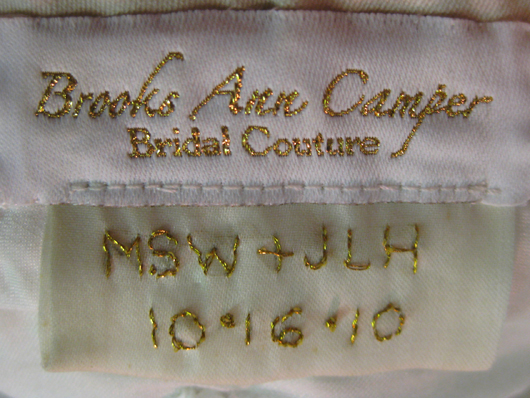 Brooks Ann Camper
Bridal Couture
MSW + JLH
10•16•10